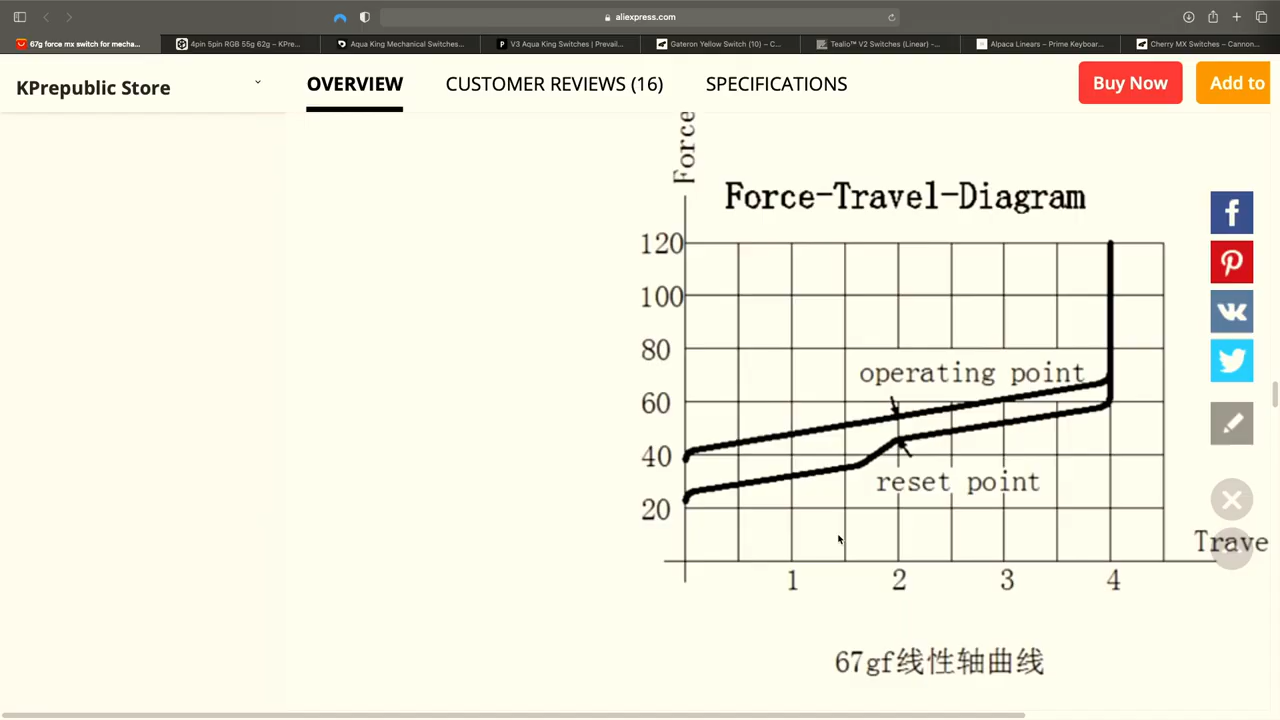 aliexpress.com
67g force mx switch for mecha...
4pin 5pin RGB 55g 62g – KPre...
Aqua King Mechanical Switches...
V3 Aqua King Switches | Prevail...
Gateron Yellow Switch (10) – C...
Tealio™ V2 Switches (Linear) –...
Alpaca Linears – Prime Keyboar...
Cherry MX Switches – Cannon...
KPrepublic Store
OVERVIEW
CUSTOMER REVIEWS (16)
SPECIFICATIONS
Buy Now
Add to
Force
Force-Travel-Diagram
120
100
80
operating point
60
40
reset point
20
Trave
1 2 3 4
67gf线性轴曲线